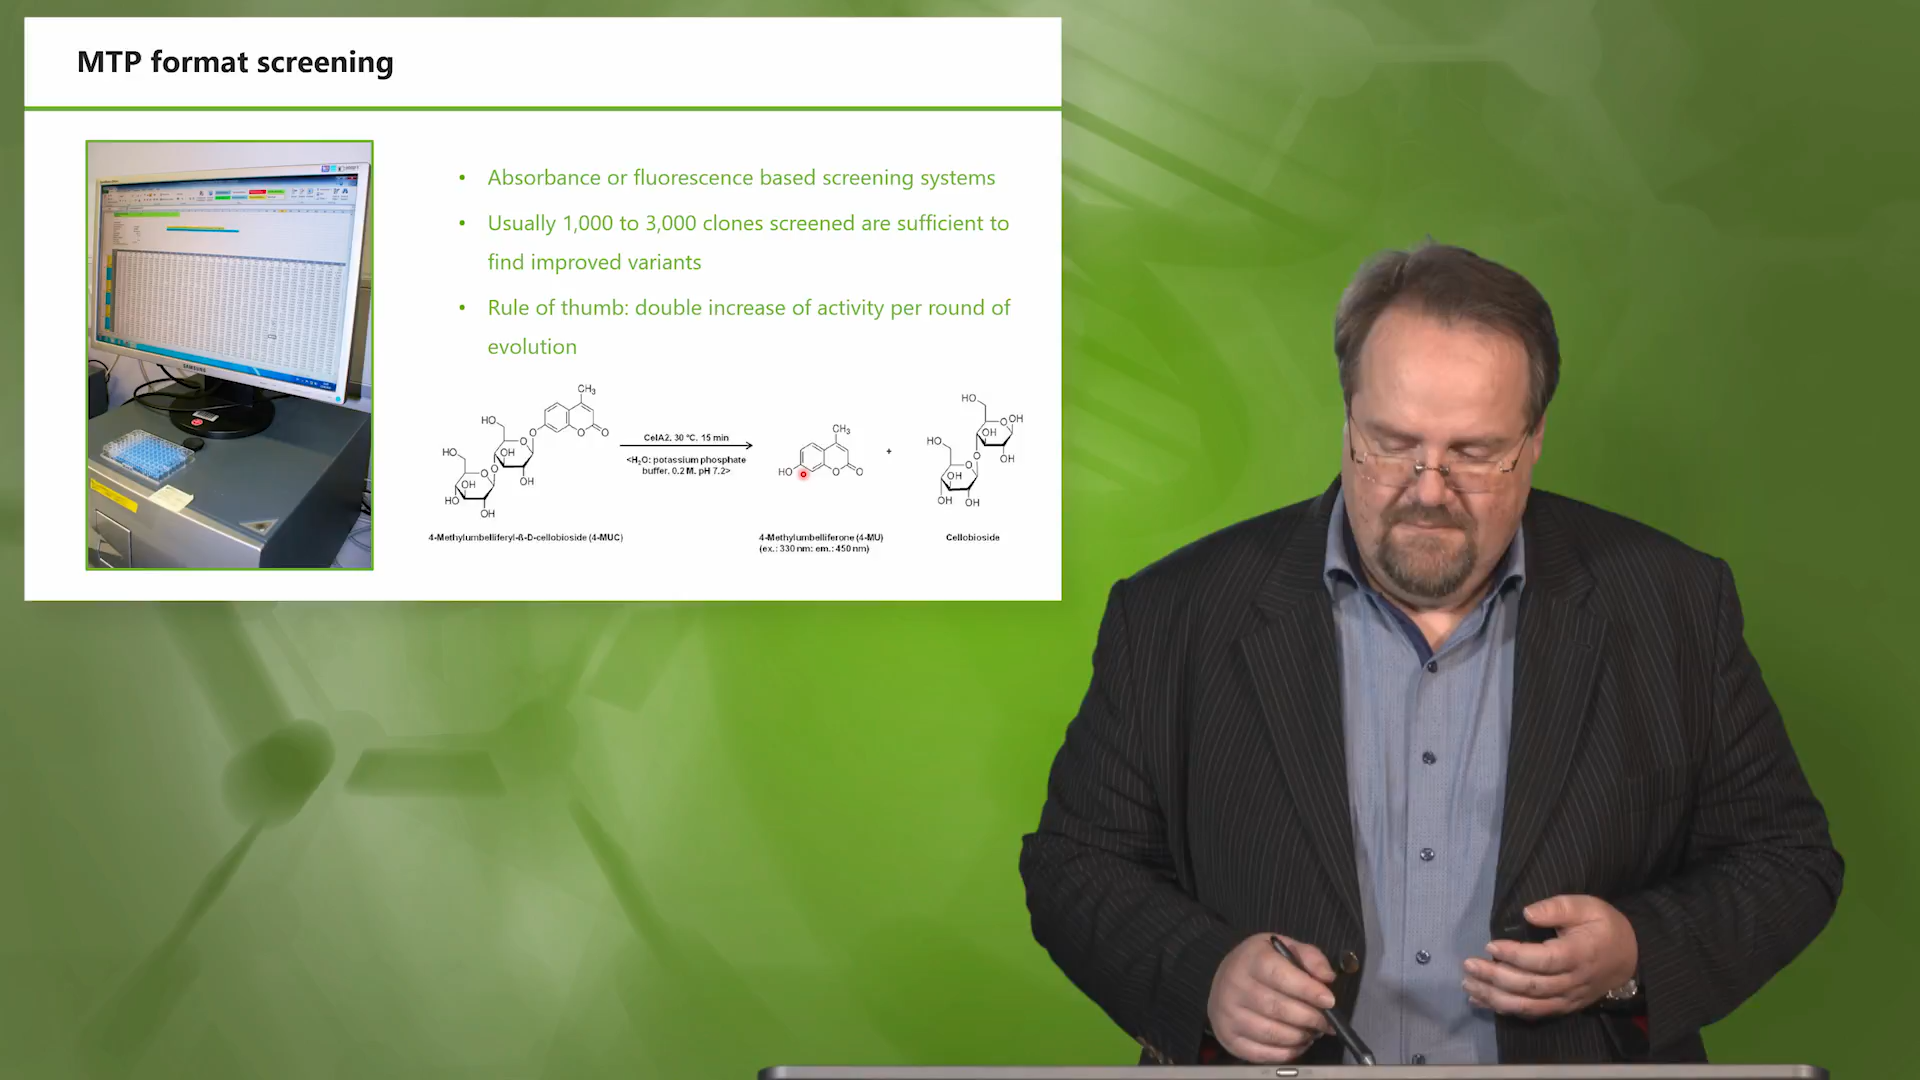 MTP format screening
• Absorbance or fluorescence based screening systems
• Usually 1,000 to 3,000 clones screened are sufficient to
find improved variants
• Rule of thumb: double increase of activity per round of
evolution
SAMSUNG
CH₃
HO
O
O
O
OH
HO
O
OH
O
OH
HO
OH
CelA2, 30 °C, 15 min
<H₂O: potassium phosphate
buffer, 0.2 M, pH 7.2>
CH₃
HO
O
O
+
HO
OH
O
OH
HO
O
OH
O
OH
OH
OH
4-Methylumbelliferyl-ß-D-cellobioside (4-MUC)
4-Methylumbelliferone (4-MU)
(ex.: 330 nm: em.: 450 nm)
Cellobioside